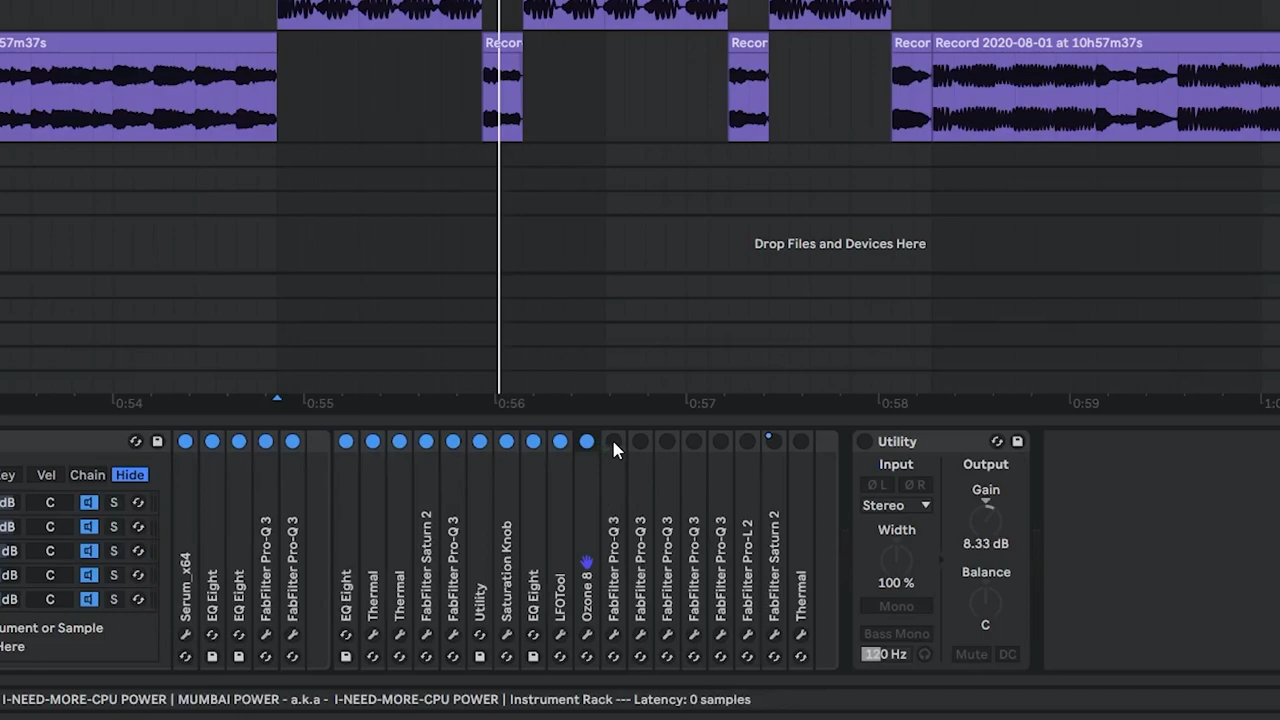 57m37s
Recor
Recor
Recor
Record 2020-08-01 at 10h57m37s
Drop Files and Devices Here
0:54
0:55
0:56
0:57
0:58
0:59
1:0
ey
Vel
Chain
Hide
dB
C
S
dB
C
S
dB
C
S
dB
C
S
dB
C
S
ument or Sample
Here
Serum_x64
EQ Eight
EQ Eight
FabFilter Pro-Q 3
FabFilter Pro-Q 3
EQ Eight
Thermal
Thermal
FabFilter Saturn 2
FabFilter Pro-Q 3
Utility
Saturation Knob
EQ Eight
LFOTool
Ozone 8
FabFilter Pro-Q 3
FabFilter Pro-Q 3
FabFilter Pro-Q 3
FabFilter Pro-Q 3
FabFilter Pro-Q 3
FabFilter Pro-L 2
FabFilter Saturn 2
Thermal
Utility
Input
Ø L
Ø R
Stereo
Width
100 %
Mono
Bass Mono
120 Hz
Output
Gain
8.33 dB
Balance
C
Mute
DC
I-NEED-MORE-CPU POWER | MUMBAI POWER - a.k.a - I-NEED-MORE-CPU POWER | Instrument Rack --- Latency: 0 samples